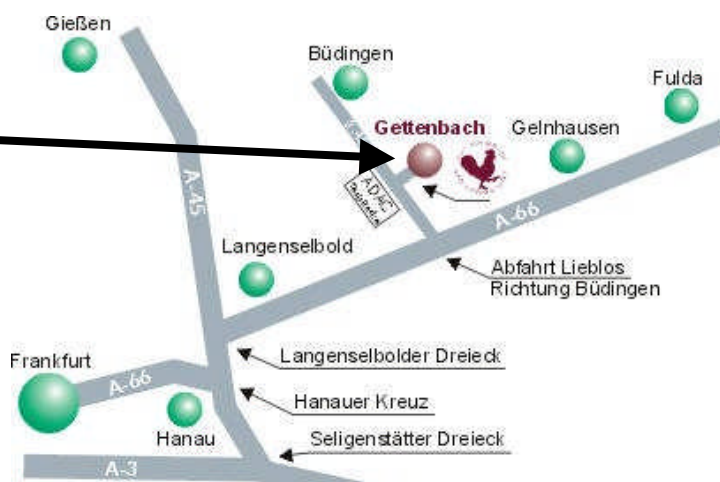 Gießen
Büdingen
Fulda
Gettenbach
Gelnhausen
ADAC
A-45
A-66
Langenselbold
Abfahrt Lieblos
Richtung Büdingen
Frankfurt
Langenselbolder Dreieck
A-66
Hanauer Kreuz
Hanau
Seligenstätter Dreieck
A-3